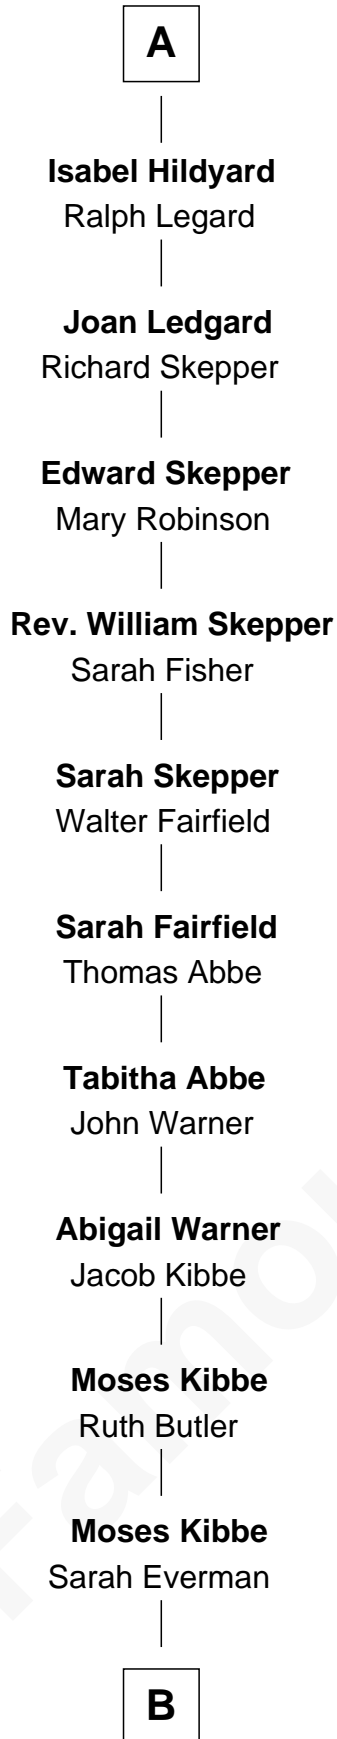 A
Isabel Hildyard
Ralph Legard
Joan Ledgard
Richard Skepper
Edward Skepper
Mary Robinson
Rev. William Skepper
Sarah Fisher
Sarah Skepper
Walter Fairfield
Sarah Fairfield
Thomas Abbe
Tabitha Abbe
John Warner
Abigail Warner
Jacob Kibbe
Moses Kibbe
Ruth Butler
Moses Kibbe
Sarah Everman
B
Famou